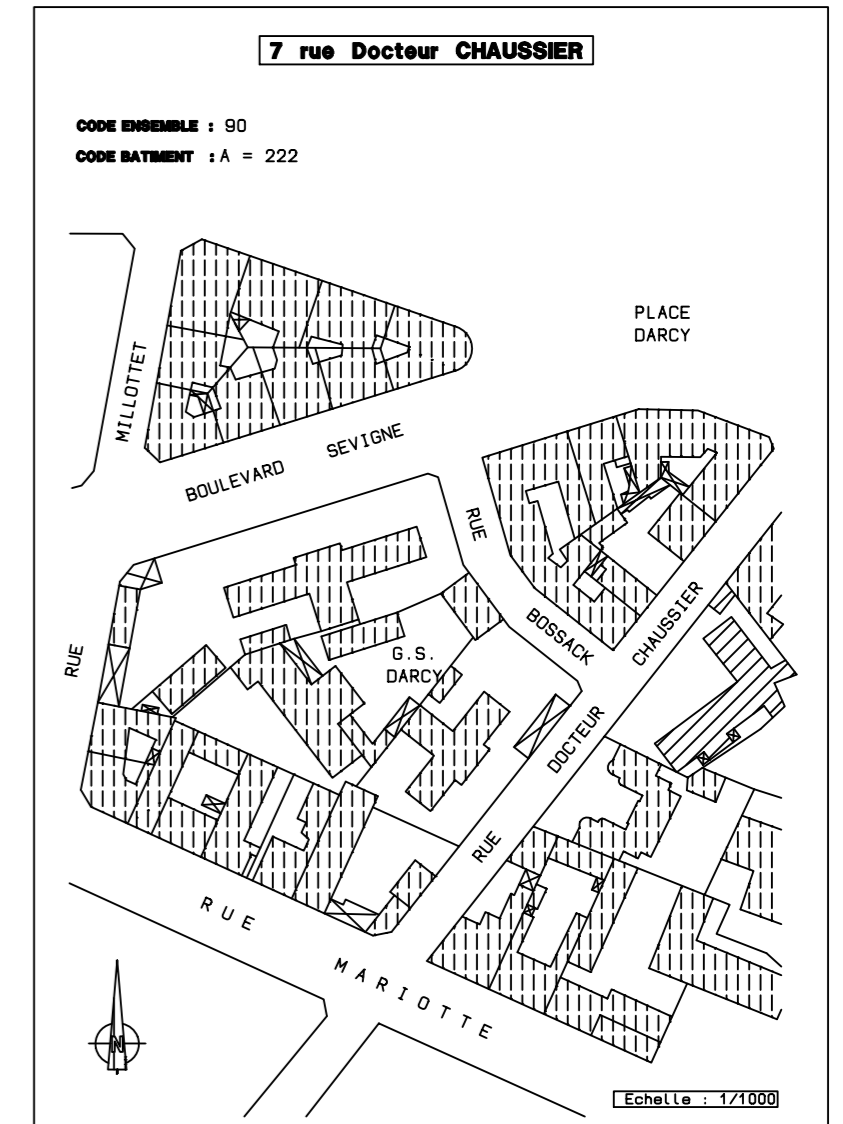 7 rue Docteur CHAUSSIER
CODE ENSEMBLE : 90
CODE BATIMENT : A = 222
PLACE
DARCY
MILLOTTET
BOULEVARD SEVIGNE
RUE
BOSSACK
CHAUSSIER
RUE
G.S.
DARCY
DOCTEUR
RUE
RUE
MARIOTTE
N
Echelle : 1/1000